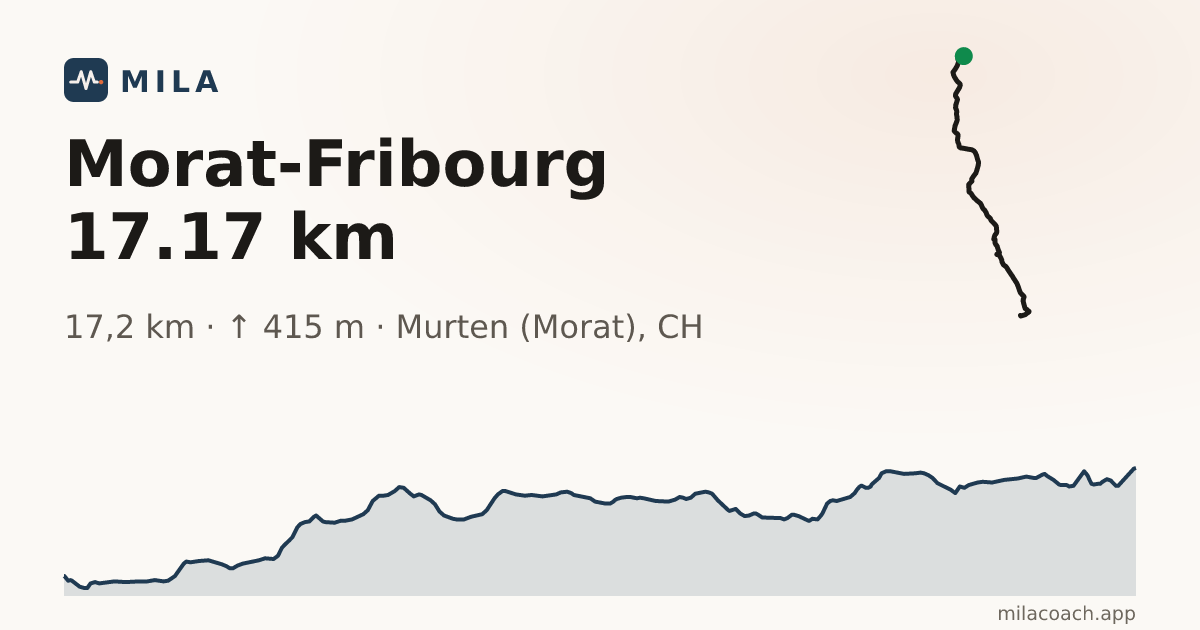 MILA
Morat-Fribourg
17.17 km
17,2 km · ↑ 415 m · Murten (Morat), CH
milacoach.app